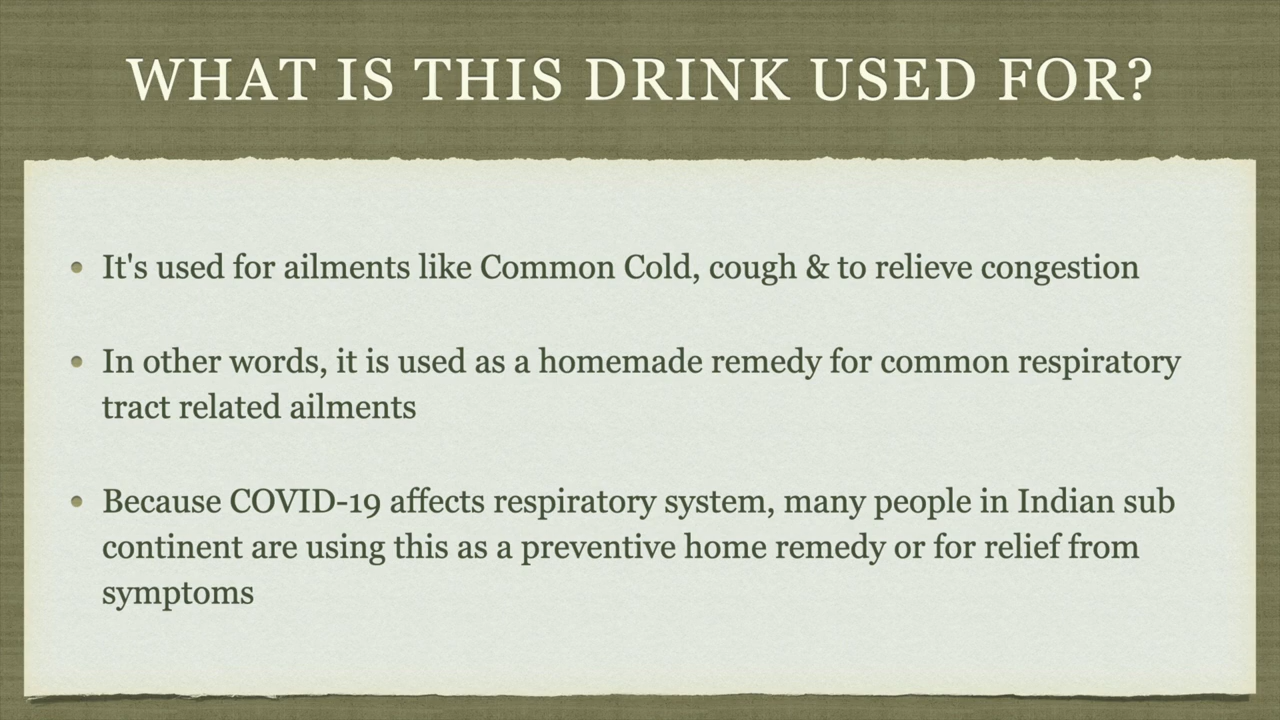 WHAT IS THIS DRINK USED FOR?
• It's used for ailments like Common Cold, cough & to relieve congestion
• In other words, it is used as a homemade remedy for common respiratory
tract related ailments
• Because COVID-19 affects respiratory system, many people in Indian sub
continent are using this as a preventive home remedy or for relief from
symptoms